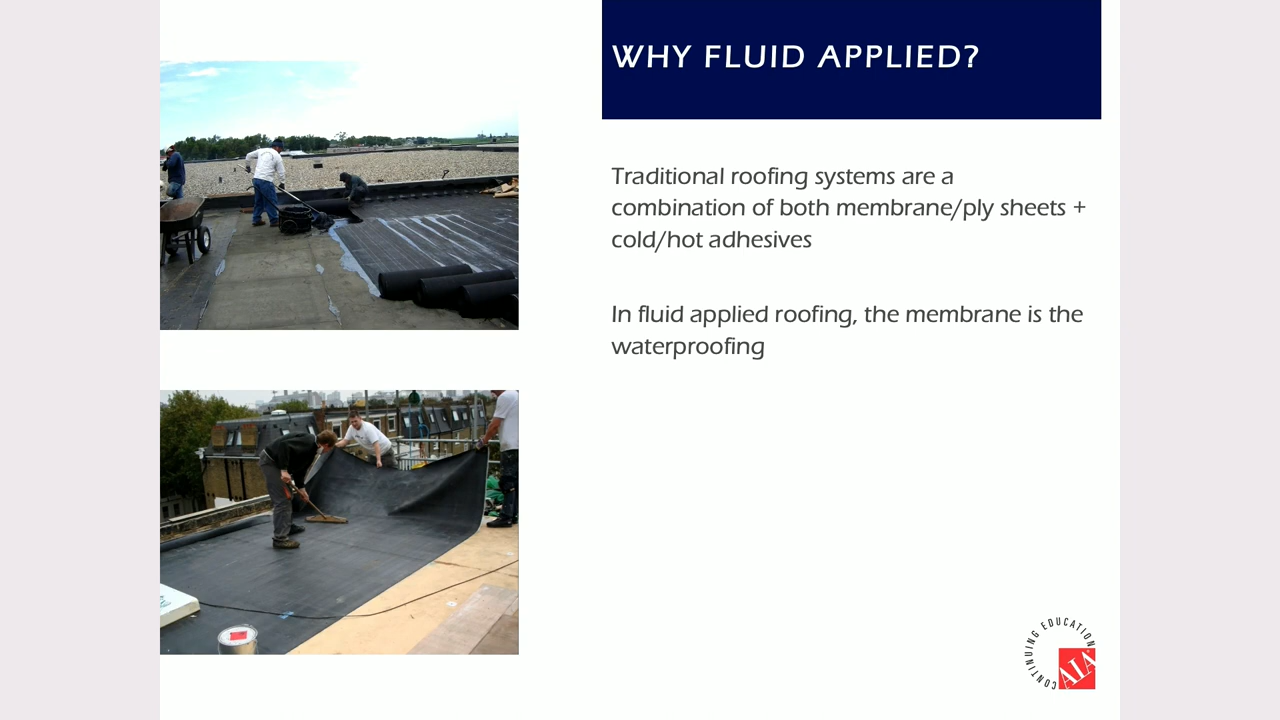 WHY FLUID APPLIED?
Traditional roofing systems are a
combination of both membrane/ply sheets +
cold/hot adhesives
In fluid applied roofing, the membrane is the
waterproofing
CONTINUING EDUCATION
AIA